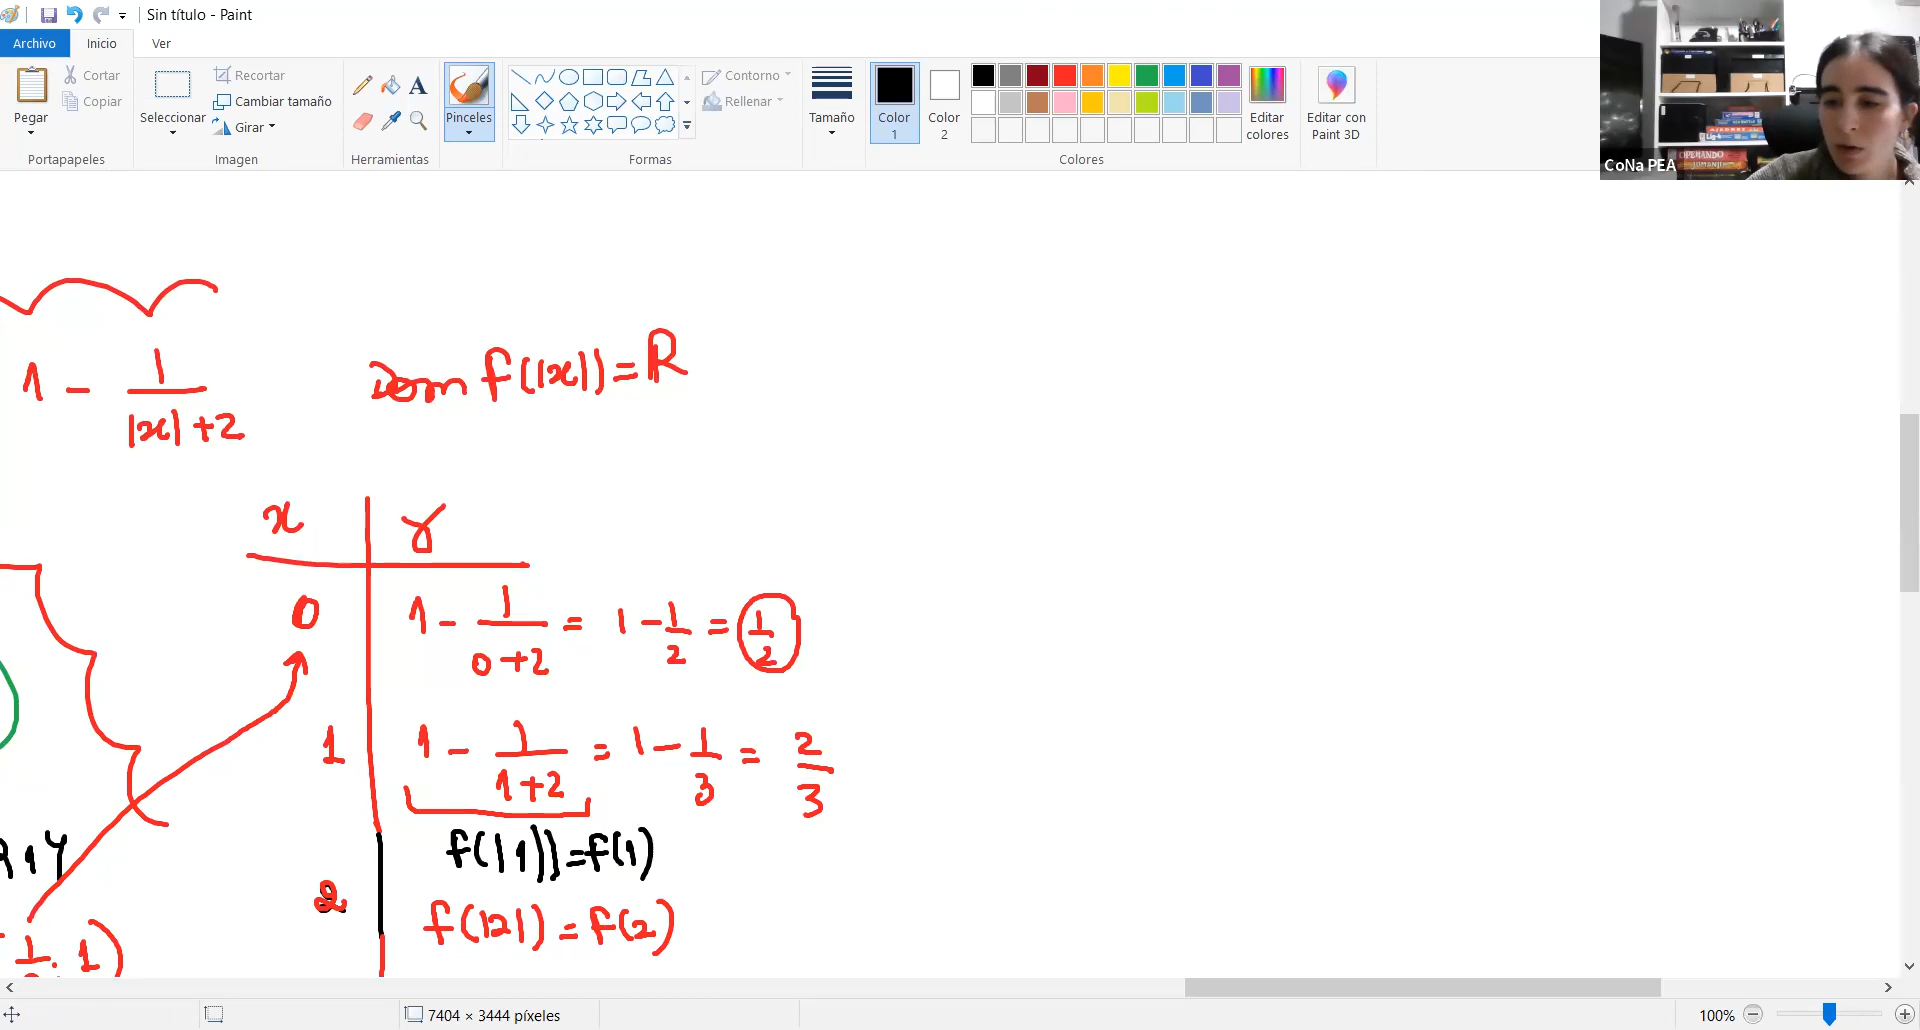 Sin título - Paint
Archivo Inicio Ver
Pegar
Cortar
Copiar
Portapapeles
Seleccionar
Recortar
Cambiar tamaño
Girar
Imagen
A
Herramientas
Pinceles
Contorno
Rellenar
Formas
Tamaño
Color 1
Color 2
Editar colores
Editar con Paint 3D
Colores
CoNa PEA
1 - 1/(|x|+2)
Dom f(|x|) = R
x y
0 1 - 1/(0+2) = 1 - 1/2 = 1/2
1 1 - 1/(1+2) = 1 - 1/3 = 2/3
f(|1|) = f(1)
2 f(|2|) = f(2)
1)
7404 × 3444 píxeles
100%